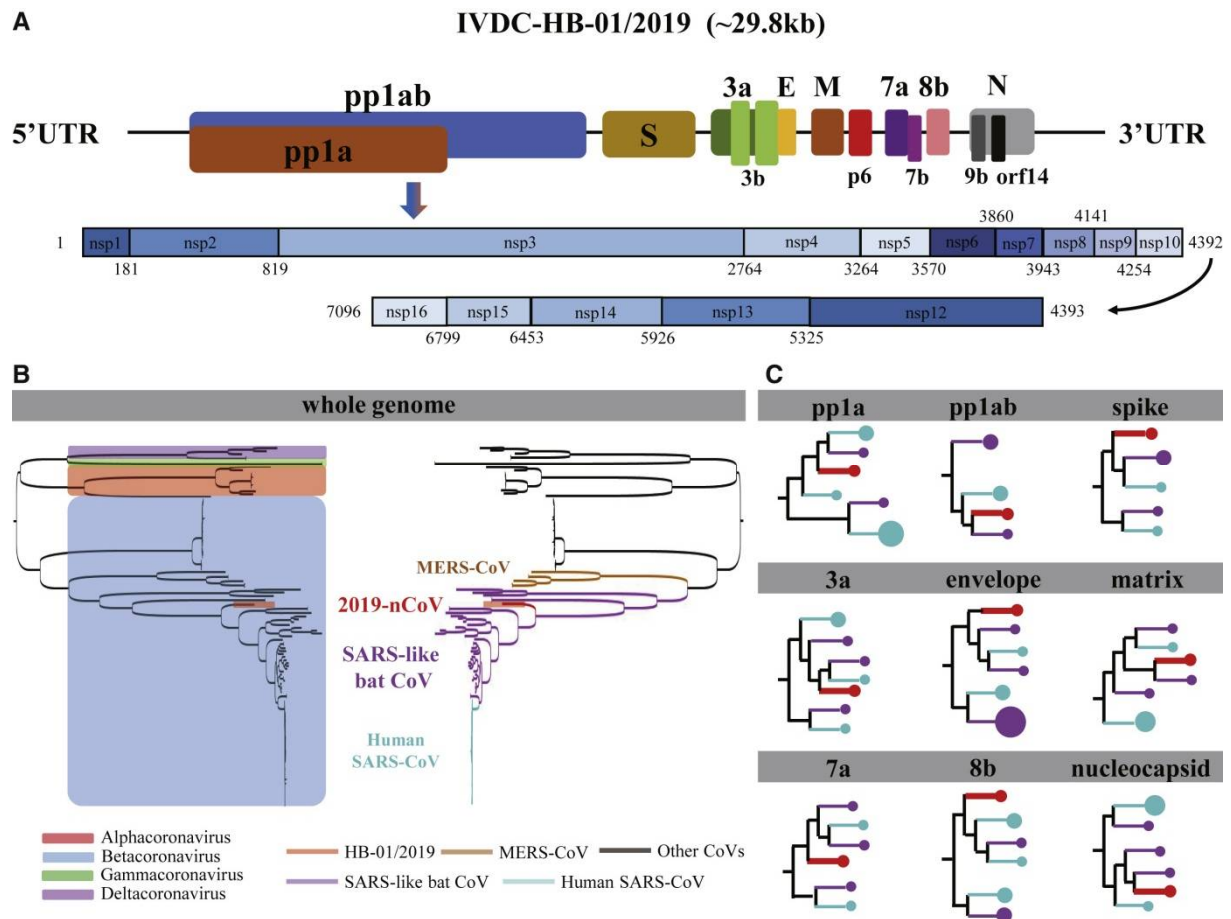 A
IVDC-HB-01/2019 (~29.8kb)
5'UTR
pp1ab
pp1a
S
3a
E
M
7a
8b
N
3'UTR
3b
p6
7b
9b
orf14
3860
4141
1
nsp1
nsp2
nsp3
nsp4
nsp5
nsp6
nsp7
nsp8
nsp9
nsp10
4392
181
819
2764
3264
3570
3943
4254
7096
nsp16
nsp15
nsp14
nsp13
nsp12
4393
6799
6453
5926
5325
B
whole genome
MERS-CoV
2019-nCoV
SARS-like
bat CoV
Human
SARS-CoV
Alphacoronavirus
Betacoronavirus
Gammacoronavirus
Deltacoronavirus
HB-01/2019
MERS-CoV
Other CoVs
SARS-like bat CoV
Human SARS-CoV
C
pp1a
pp1ab
spike
3a
envelope
matrix
7a
8b
nucleocapsid